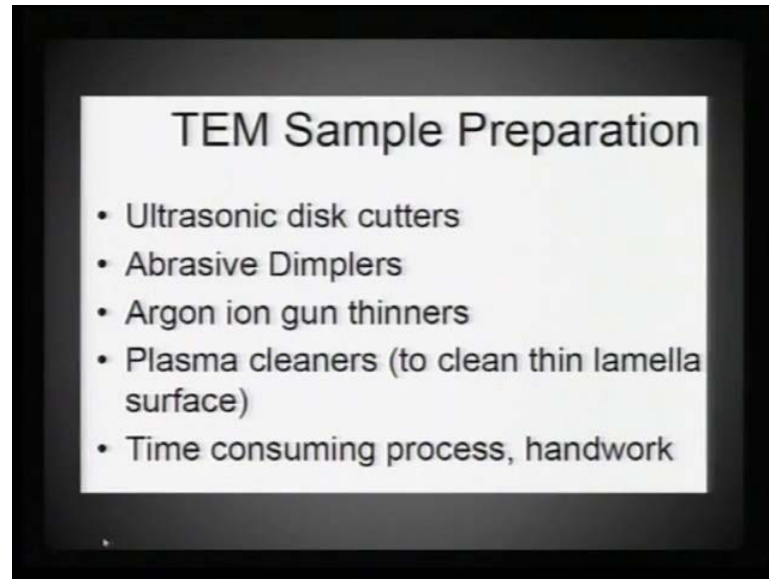 TEM Sample Preparation
• Ultrasonic disk cutters
• Abrasive Dimplers
• Argon ion gun thinners
• Plasma cleaners (to clean thin lamella
surface)
• Time consuming process, handwork